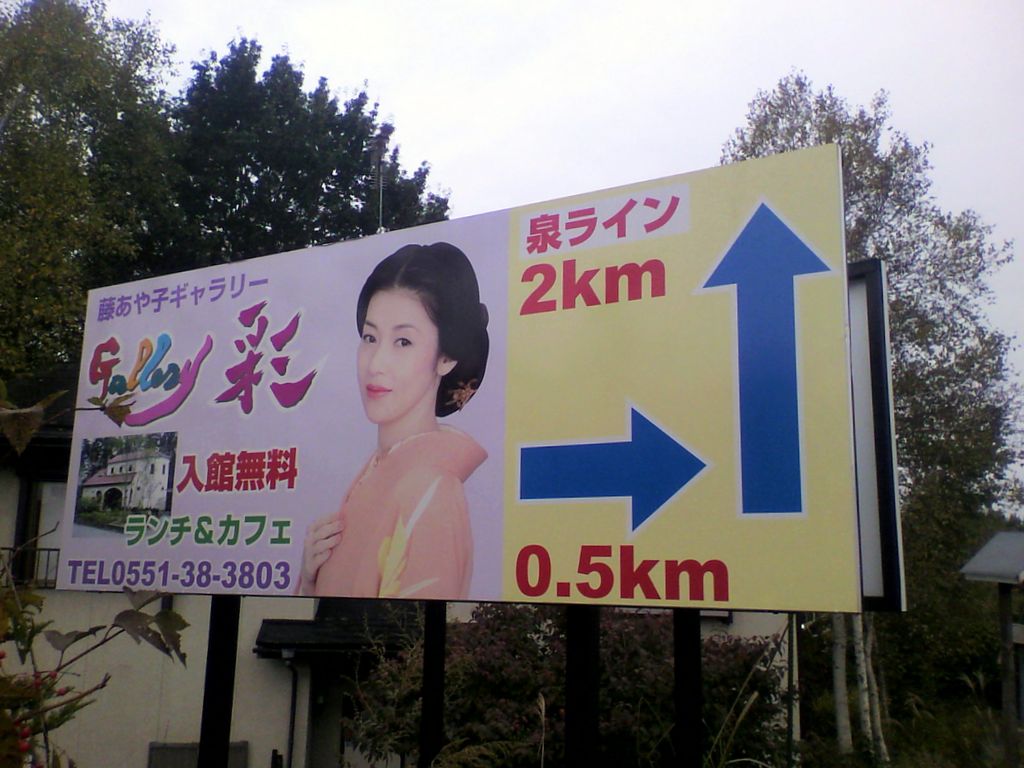 藤あや子ギャラリー
Gallery 彩
入館無料
ランチ&カフェ
TEL0551-38-3803
泉ライン
2km
0.5km